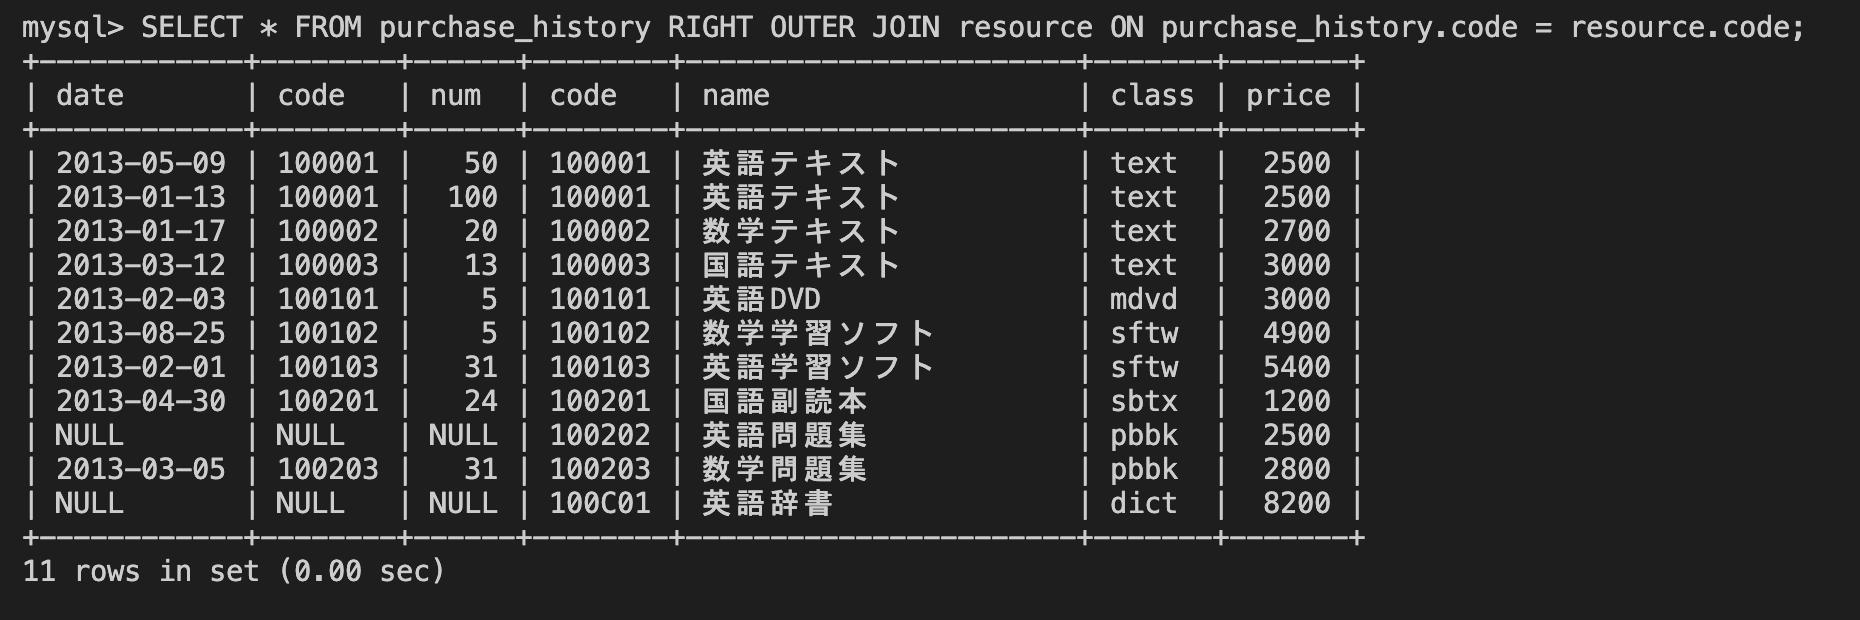 mysql> SELECT * FROM purchase_history RIGHT OUTER JOIN resource ON purchase_history.code = resource.code;
+------------+--------+------+--------+-----------------------+-------+-------+
| date       | code   | num  | code   | name                  | class | price |
+------------+--------+------+--------+-----------------------+-------+-------+
| 2013-05-09 | 100001 |   50 | 100001 | 英語テキスト          | text  |  2500 |
| 2013-01-13 | 100001 |  100 | 100001 | 英語テキスト          | text  |  2500 |
| 2013-01-17 | 100002 |   20 | 100002 | 数学テキスト          | text  |  2700 |
| 2013-03-12 | 100003 |   13 | 100003 | 国語テキスト          | text  |  3000 |
| 2013-02-03 | 100101 |    5 | 100101 | 英語DVD               | mdvd  |  3000 |
| 2013-08-25 | 100102 |    5 | 100102 | 数学学習ソフト        | sftw  |  4900 |
| 2013-02-01 | 100103 |   31 | 100103 | 英語学習ソフト        | sftw  |  5400 |
| 2013-04-30 | 100201 |   24 | 100201 | 国語副読本            | sbtx  |  1200 |
| NULL       | NULL   | NULL | 100202 | 英語問題集            | pbbk  |  2500 |
| 2013-03-05 | 100203 |   31 | 100203 | 数学問題集            | pbbk  |  2800 |
| NULL       | NULL   | NULL | 100C01 | 英語辞書              | dict  |  8200 |
+------------+--------+------+--------+-----------------------+-------+-------+
11 rows in set (0.00 sec)